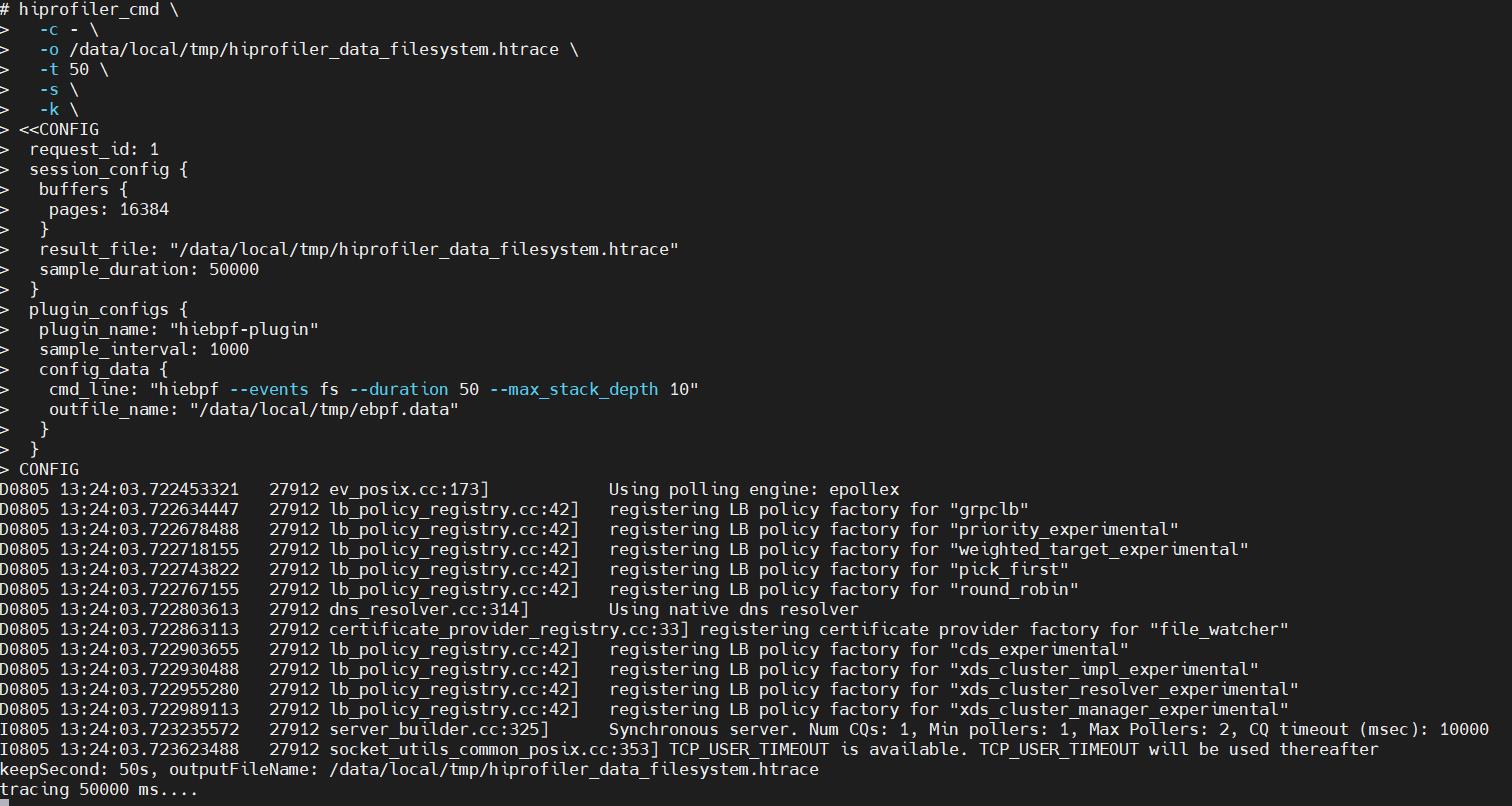 # hiprofiler_cmd \
>   -c - \
>   -o /data/local/tmp/hiprofiler_data_filesystem.htrace \
>   -t 50 \
>   -s \
>   -k \
> <<CONFIG
>  request_id: 1
>  session_config {
>   buffers {
>    pages: 16384
>   }
>   result_file: "/data/local/tmp/hiprofiler_data_filesystem.htrace"
>   sample_duration: 50000
>  }
>  plugin_configs {
>   plugin_name: "hiebpf-plugin"
>   sample_interval: 1000
>   config_data {
>    cmd_line: "hiebpf --events fs --duration 50 --max_stack_depth 10"
>    outfile_name: "/data/local/tmp/ebpf.data"
>   }
>  }
> CONFIG
D0805 13:24:03.722453321   27912 ev_posix.cc:173]            Using polling engine: epollex
D0805 13:24:03.722634447   27912 lb_policy_registry.cc:42]   registering LB policy factory for "grpclb"
D0805 13:24:03.722678488   27912 lb_policy_registry.cc:42]   registering LB policy factory for "priority_experimental"
D0805 13:24:03.722718155   27912 lb_policy_registry.cc:42]   registering LB policy factory for "weighted_target_experimental"
D0805 13:24:03.722743822   27912 lb_policy_registry.cc:42]   registering LB policy factory for "pick_first"
D0805 13:24:03.722767155   27912 lb_policy_registry.cc:42]   registering LB policy factory for "round_robin"
D0805 13:24:03.722803613   27912 dns_resolver.cc:314]        Using native dns resolver
D0805 13:24:03.722863113   27912 certificate_provider_registry.cc:33] registering certificate provider factory for "file_watcher"
D0805 13:24:03.722903655   27912 lb_policy_registry.cc:42]   registering LB policy factory for "cds_experimental"
D0805 13:24:03.722930488   27912 lb_policy_registry.cc:42]   registering LB policy factory for "xds_cluster_impl_experimental"
D0805 13:24:03.722955280   27912 lb_policy_registry.cc:42]   registering LB policy factory for "xds_cluster_resolver_experimental"
D0805 13:24:03.722989113   27912 lb_policy_registry.cc:42]   registering LB policy factory for "xds_cluster_manager_experimental"
I0805 13:24:03.723235572   27912 server_builder.cc:325]      Synchronous server. Num CQs: 1, Min pollers: 1, Max Pollers: 2, CQ timeout (msec): 10000
I0805 13:24:03.723623488   27912 socket_utils_common_posix.cc:353] TCP_USER_TIMEOUT is available. TCP_USER_TIMEOUT will be used thereafter
keepSecond: 50s, outputFileName: /data/local/tmp/hiprofiler_data_filesystem.htrace
tracing 50000 ms....